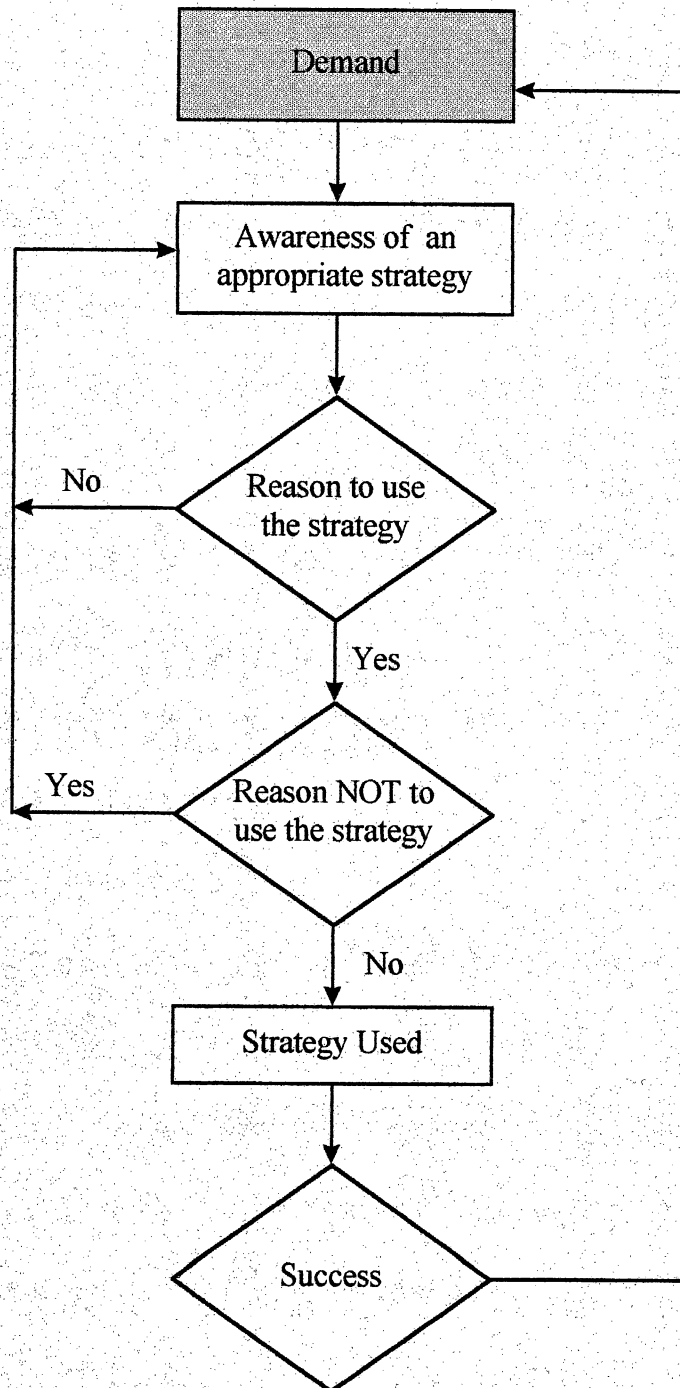 Demand
Awareness of an
appropriate strategy
No
Reason to use
the strategy
Yes
Yes
Reason NOT to
use the strategy
No
Strategy Used
Success